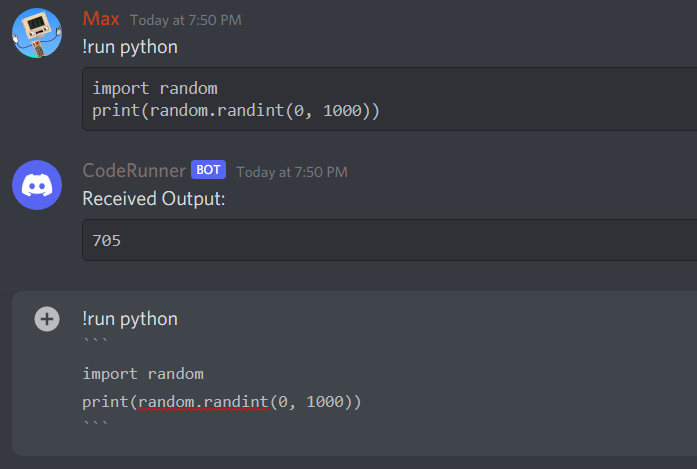 Max Today at 7:50 PM
!run python
import random
print(random.randint(0, 1000))
CodeRunner BOT Today at 7:50 PM
Received Output:
705
!run python
```
import random
print(random.randint(0, 1000))
```